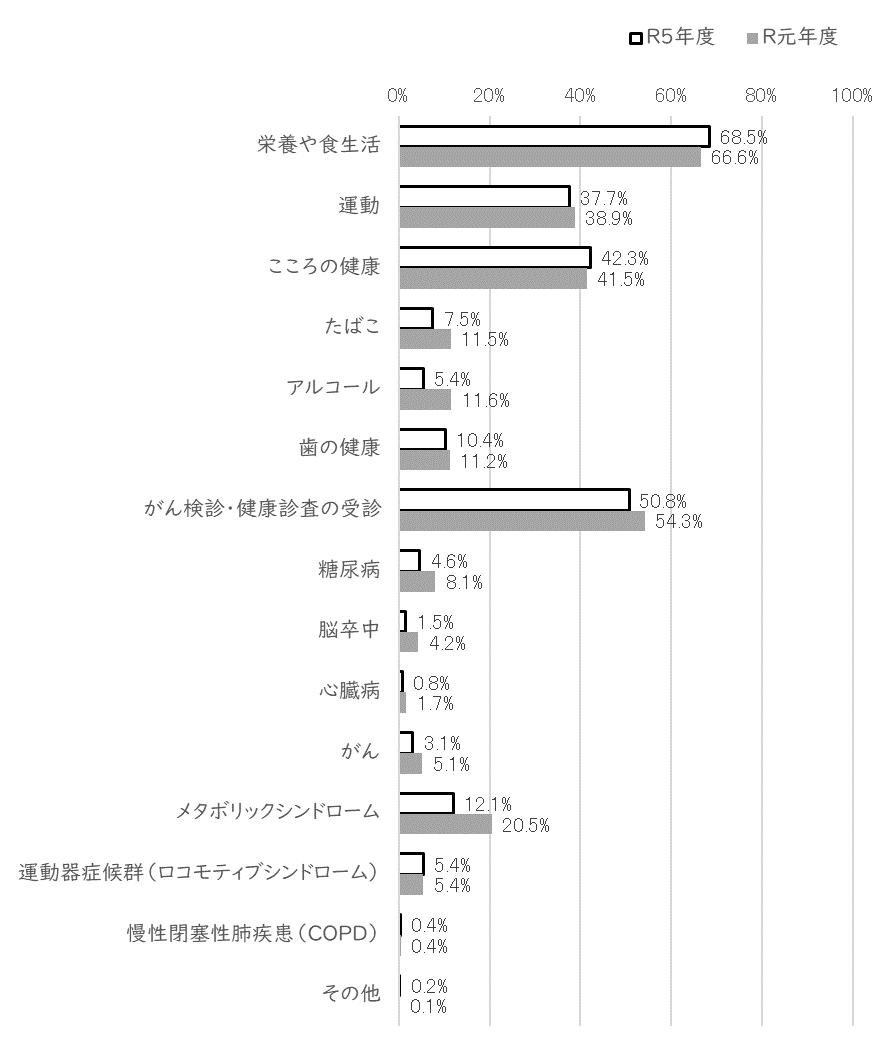 R5年度 R元年度
0% 20% 40% 60% 80% 100%
栄養や食生活 68.5%
66.6%
運動 37.7%
38.9%
こころの健康 42.3%
41.5%
たばこ 7.5%
11.5%
アルコール 5.4%
11.6%
歯の健康 10.4%
11.2%
がん検診・健康診査の受診 50.8%
54.3%
糖尿病 4.6%
8.1%
脳卒中 1.5%
4.2%
心臓病 0.8%
1.7%
がん 3.1%
5.1%
メタボリックシンドローム 12.1%
20.5%
運動器症候群（ロコモティブシンドローム） 5.4%
5.4%
慢性閉塞性肺疾患（COPD） 0.4%
0.4%
その他 0.2%
0.1%